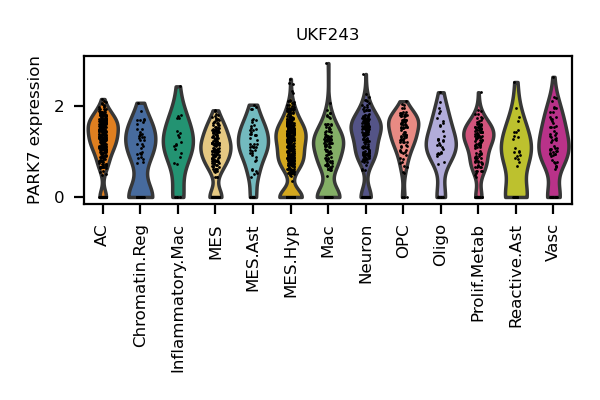 UKF243
PARK7 expression
2
0
AC
Chromatin.Reg
Inflammatory.Mac
MES
MES.Ast
MES.Hyp
Mac
Neuron
OPC
Oligo
Prolif.Metab
Reactive.Ast
Vasc